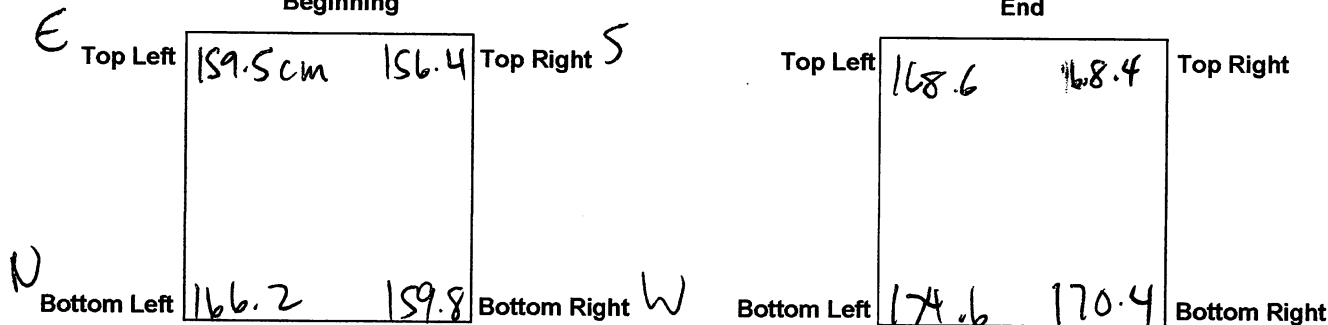 Beginning End
E Top Left 159.5 cm 156.4 Top Right S Top Left 168.6 168.4 Top Right
N Bottom Left 166.2 159.8 Bottom Right W Bottom Left 174.6 170.4 Bottom Right